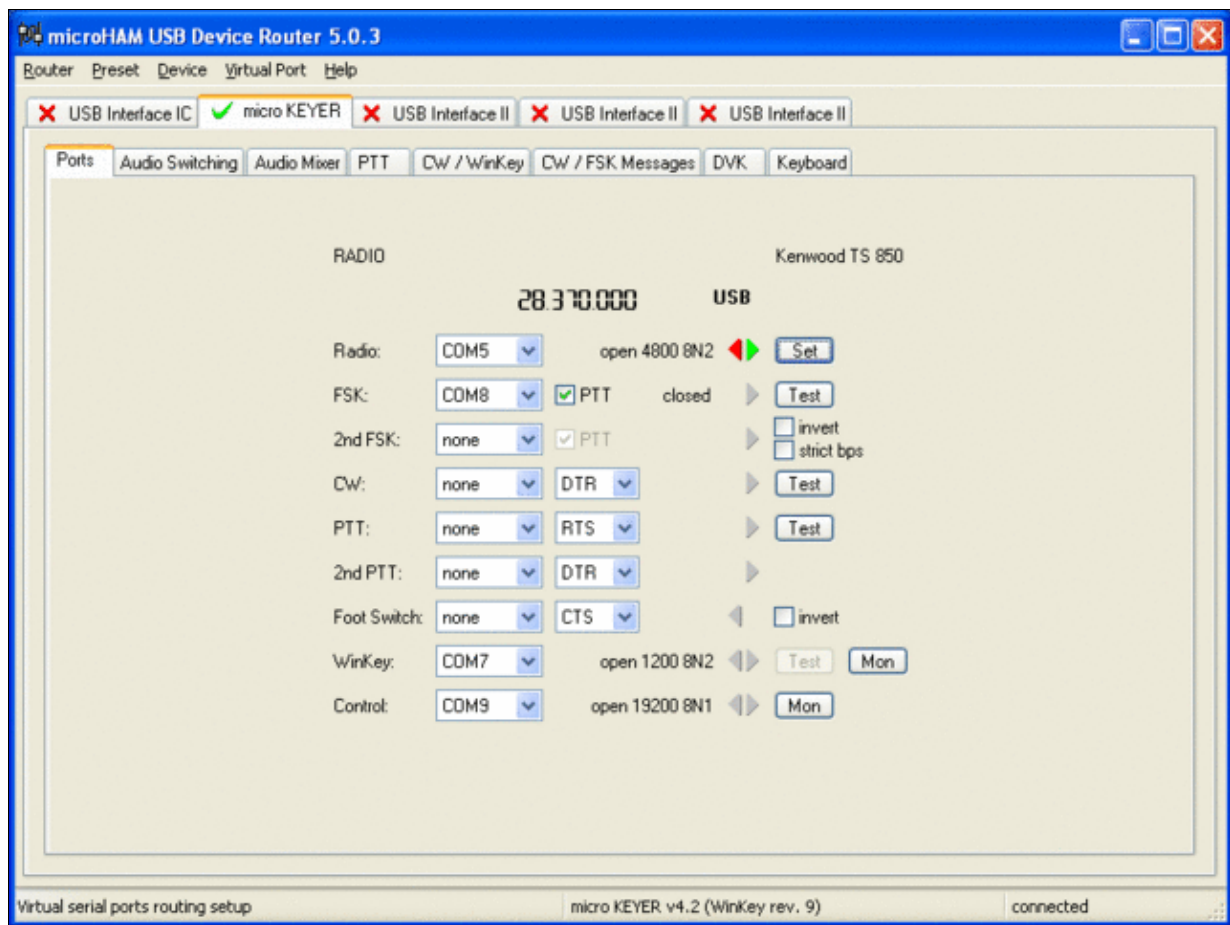 microHAM USB Device Router 5.0.3
Router Preset Device Virtual Port Help
USB Interface IC micro KEYER USB Interface II USB Interface II USB Interface II
Ports Audio Switching Audio Mixer PTT CW / WinKey CW / FSK Messages DVK Keyboard
RADIO Kenwood TS 850
28.370.000 USB
Radio: COM5 open 4800 8N2 Set
FSK: COM8 PTT closed Test
2nd FSK: none PTT invert
strict bps
CW: none DTR Test
PTT: none RTS Test
2nd PTT: none DTR
Foot Switch: none CTS invert
WinKey: COM7 open 1200 8N2 Test Mon
Control: COM9 open 19200 8N1 Mon
Virtual serial ports routing setup micro KEYER v4.2 (WinKey rev. 9) connected